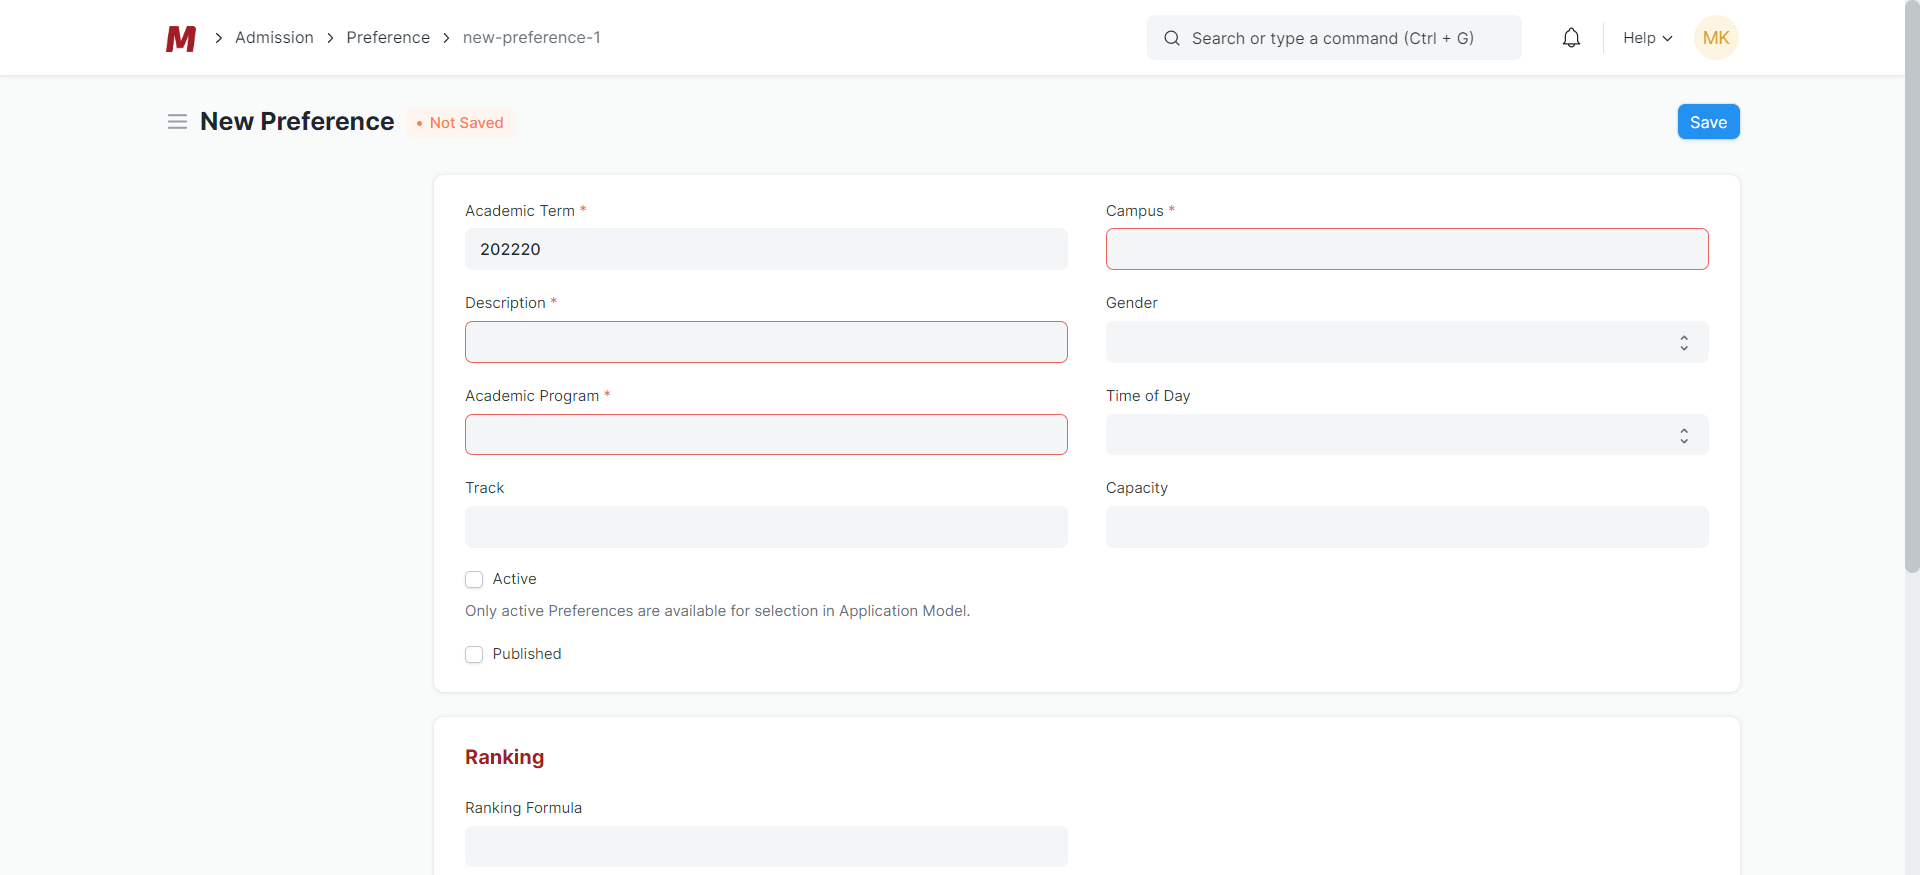 M
Admission
Preference
new-preference-1
Search or type a command (Ctrl + G)
Help
MK
New Preference
Not Saved
Save
Academic Term *
202220
Campus *
Description *
Gender
Academic Program *
Time of Day
Track
Capacity
Active
Only active Preferences are available for selection in Application Model.
Published
Ranking
Ranking Formula